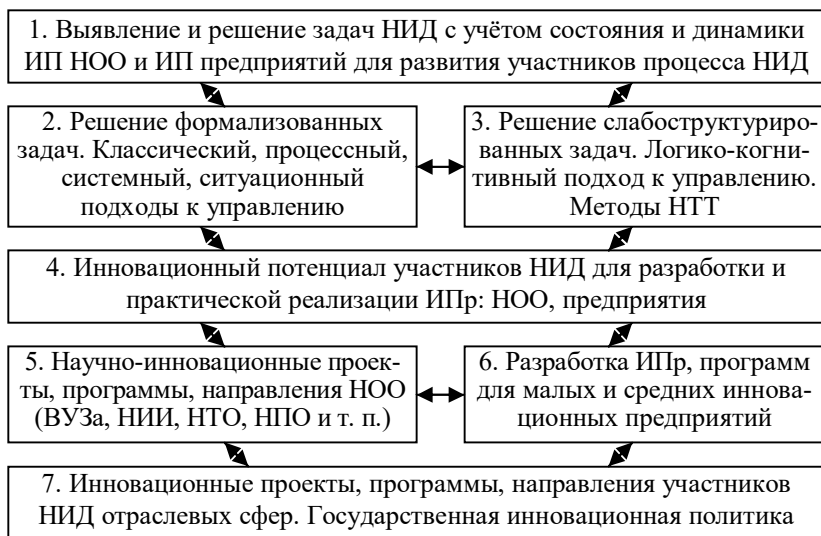 1. Выявление и решение задач НИД с учётом состояния и динамики
ИП НОО и ИП предприятий для развития участников процесса НИД
2. Решение формализованных
задач. Классический, процессный,
системный, ситуационный
подходы к управлению
3. Решение слабоструктуриро-
ванных задач. Логико-когни-
тивный подход к управлению.
Методы НТТ
4. Инновационный потенциал участников НИД для разработки и
практической реализации ИПр: НОО, предприятия
5. Научно-инновационные проек-
ты, программы, направления НОО
(ВУЗа, НИИ, НТО, НПО и т. п.)
6. Разработка ИПр, программ
для малых и средних иннова-
ционных предприятий
7. Инновационные проекты, программы, направления участников
НИД отраслевых сфер. Государственная инновационная политика